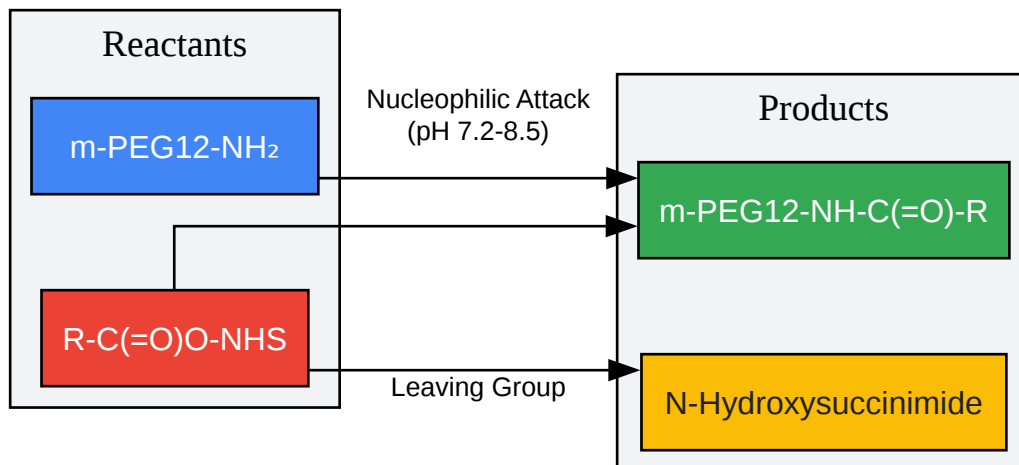 Reactants
m-PEG12-NH₂
R-C(=O)O-NHS
Nucleophilic Attack
(pH 7.2-8.5)
Leaving Group
Products
m-PEG12-NH-C(=O)-R
N-Hydroxysuccinimide